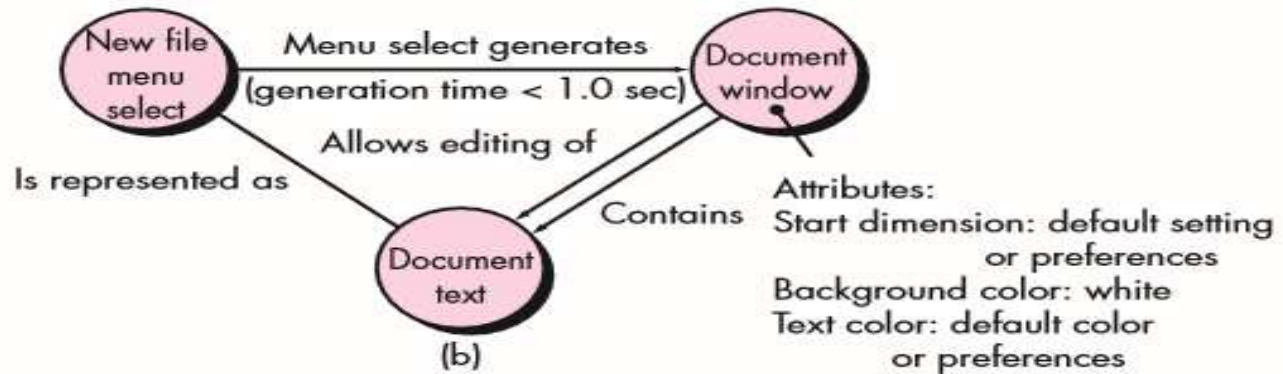 New file
menu
select
Menu select generates
(generation time < 1.0 sec)
Document
window
Allows editing of
Is represented as
Contains
Document
text
Attributes:
Start dimension: default setting
or preferences
Background color: white
Text color: default color
or preferences
(b)